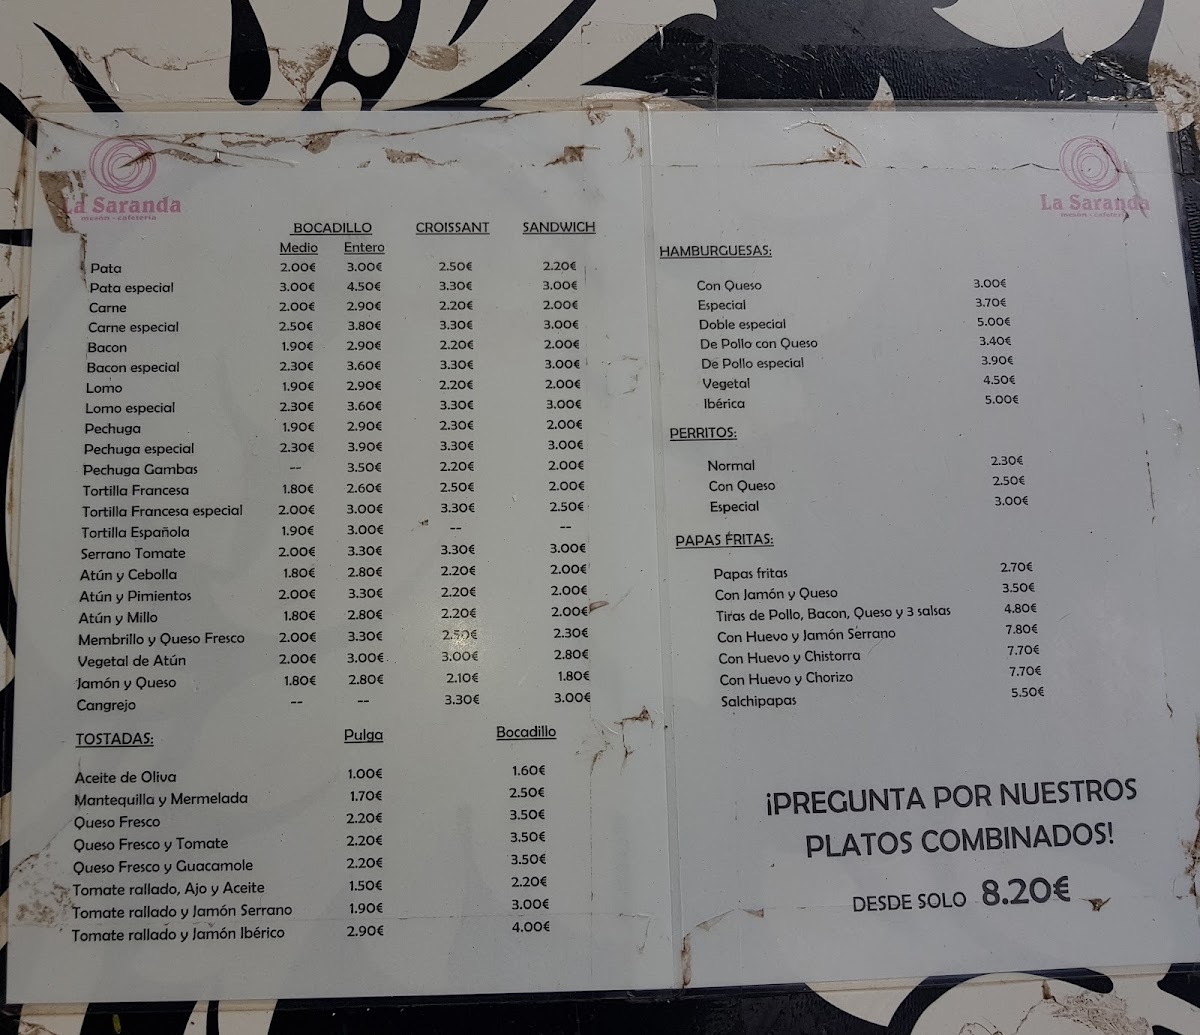 La Saranda
mesón - cafetería
BOCADILLO CROISSANT SANDWICH
Medio Entero
Pata 2.00€ 3.00€ 2.50€ 2.20€
Pata especial 3.00€ 4.50€ 3.30€ 3.00€
Carne 2.00€ 2.90€ 2.20€ 2.00€
Carne especial 2.50€ 3.80€ 3.30€ 3.00€
Bacon 1.90€ 2.90€ 2.20€ 2.00€
Bacon especial 2.30€ 3.60€ 3.30€ 3.00€
Lomo 1.90€ 2.90€ 2.20€ 2.00€
Lomo especial 2.30€ 3.60€ 3.30€ 3.00€
Pechuga 1.90€ 2.90€ 2.30€ 2.00€
Pechuga especial 2.30€ 3.90€ 3.30€ 3.00€
Pechuga Gambas -- 3.50€ 2.20€ 2.00€
Tortilla Francesa 1.80€ 2.60€ 2.50€ 2.00€
Tortilla Francesa especial 2.00€ 3.00€ 3.30€ 2.50€
Tortilla Española 1.90€ 3.00€ -- --
Serrano Tomate 2.00€ 3.30€ 3.30€ 3.00€
Atún y Cebolla 1.80€ 2.80€ 2.20€ 2.00€
Atún y Pimientos 2.00€ 3.30€ 2.20€ 2.00€
Atún y Millo 1.80€ 2.80€ 2.20€ 2.00€
Membrillo y Queso Fresco 2.00€ 3.30€ 2.50€ 2.30€
Vegetal de Atún 2.00€ 3.00€ 3.00€ 2.80€
Jamón y Queso 1.80€ 2.80€ 2.10€ 1.80€
Cangrejo -- -- 3.30€ 3.00€
TOSTADAS: Pulga Bocadillo
Aceite de Oliva 1.00€ 1.60€
Mantequilla y Mermelada 1.70€ 2.50€
Queso Fresco 2.20€ 3.50€
Queso Fresco y Tomate 2.20€ 3.50€
Queso Fresco y Guacamole 2.20€ 3.50€
Tomate rallado, Ajo y Aceite 1.50€ 2.20€
Tomate rallado y Jamón Serrano 1.90€ 3.00€
Tomate rallado y Jamón Ibérico 2.90€ 4.00€
La Saranda
mesón - cafetería
HAMBURGUESAS:
Con Queso 3.00€
Especial 3.70€
Doble especial 5.00€
De Pollo con Queso 3.40€
De Pollo especial 3.90€
Vegetal 4.50€
Ibérica 5.00€
PERRITOS:
Normal 2.30€
Con Queso 2.50€
Especial 3.00€
PAPAS FRITAS:
Papas fritas 2.70€
Con Jamón y Queso 3.50€
Tiras de Pollo, Bacon, Queso y 3 salsas 4.80€
Con Huevo y Jamón Serrano 7.80€
Con Huevo y Chistorra 7.70€
Con Huevo y Chorizo 7.70€
Salchipapas 5.50€
¡PREGUNTA POR NUESTROS
PLATOS COMBINADOS!
DESDE SOLO 8.20€